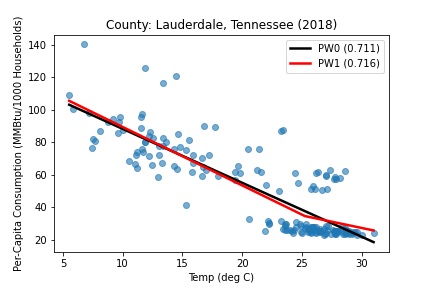 County: Lauderdale, Tennessee (2018)
PW0 (0.711)
PW1 (0.716)
Per-Capita Consumption (MMBtu/1000 Households)
140
120
100
80
60
40
20
5
10
15
20
25
30
Temp (deg C)